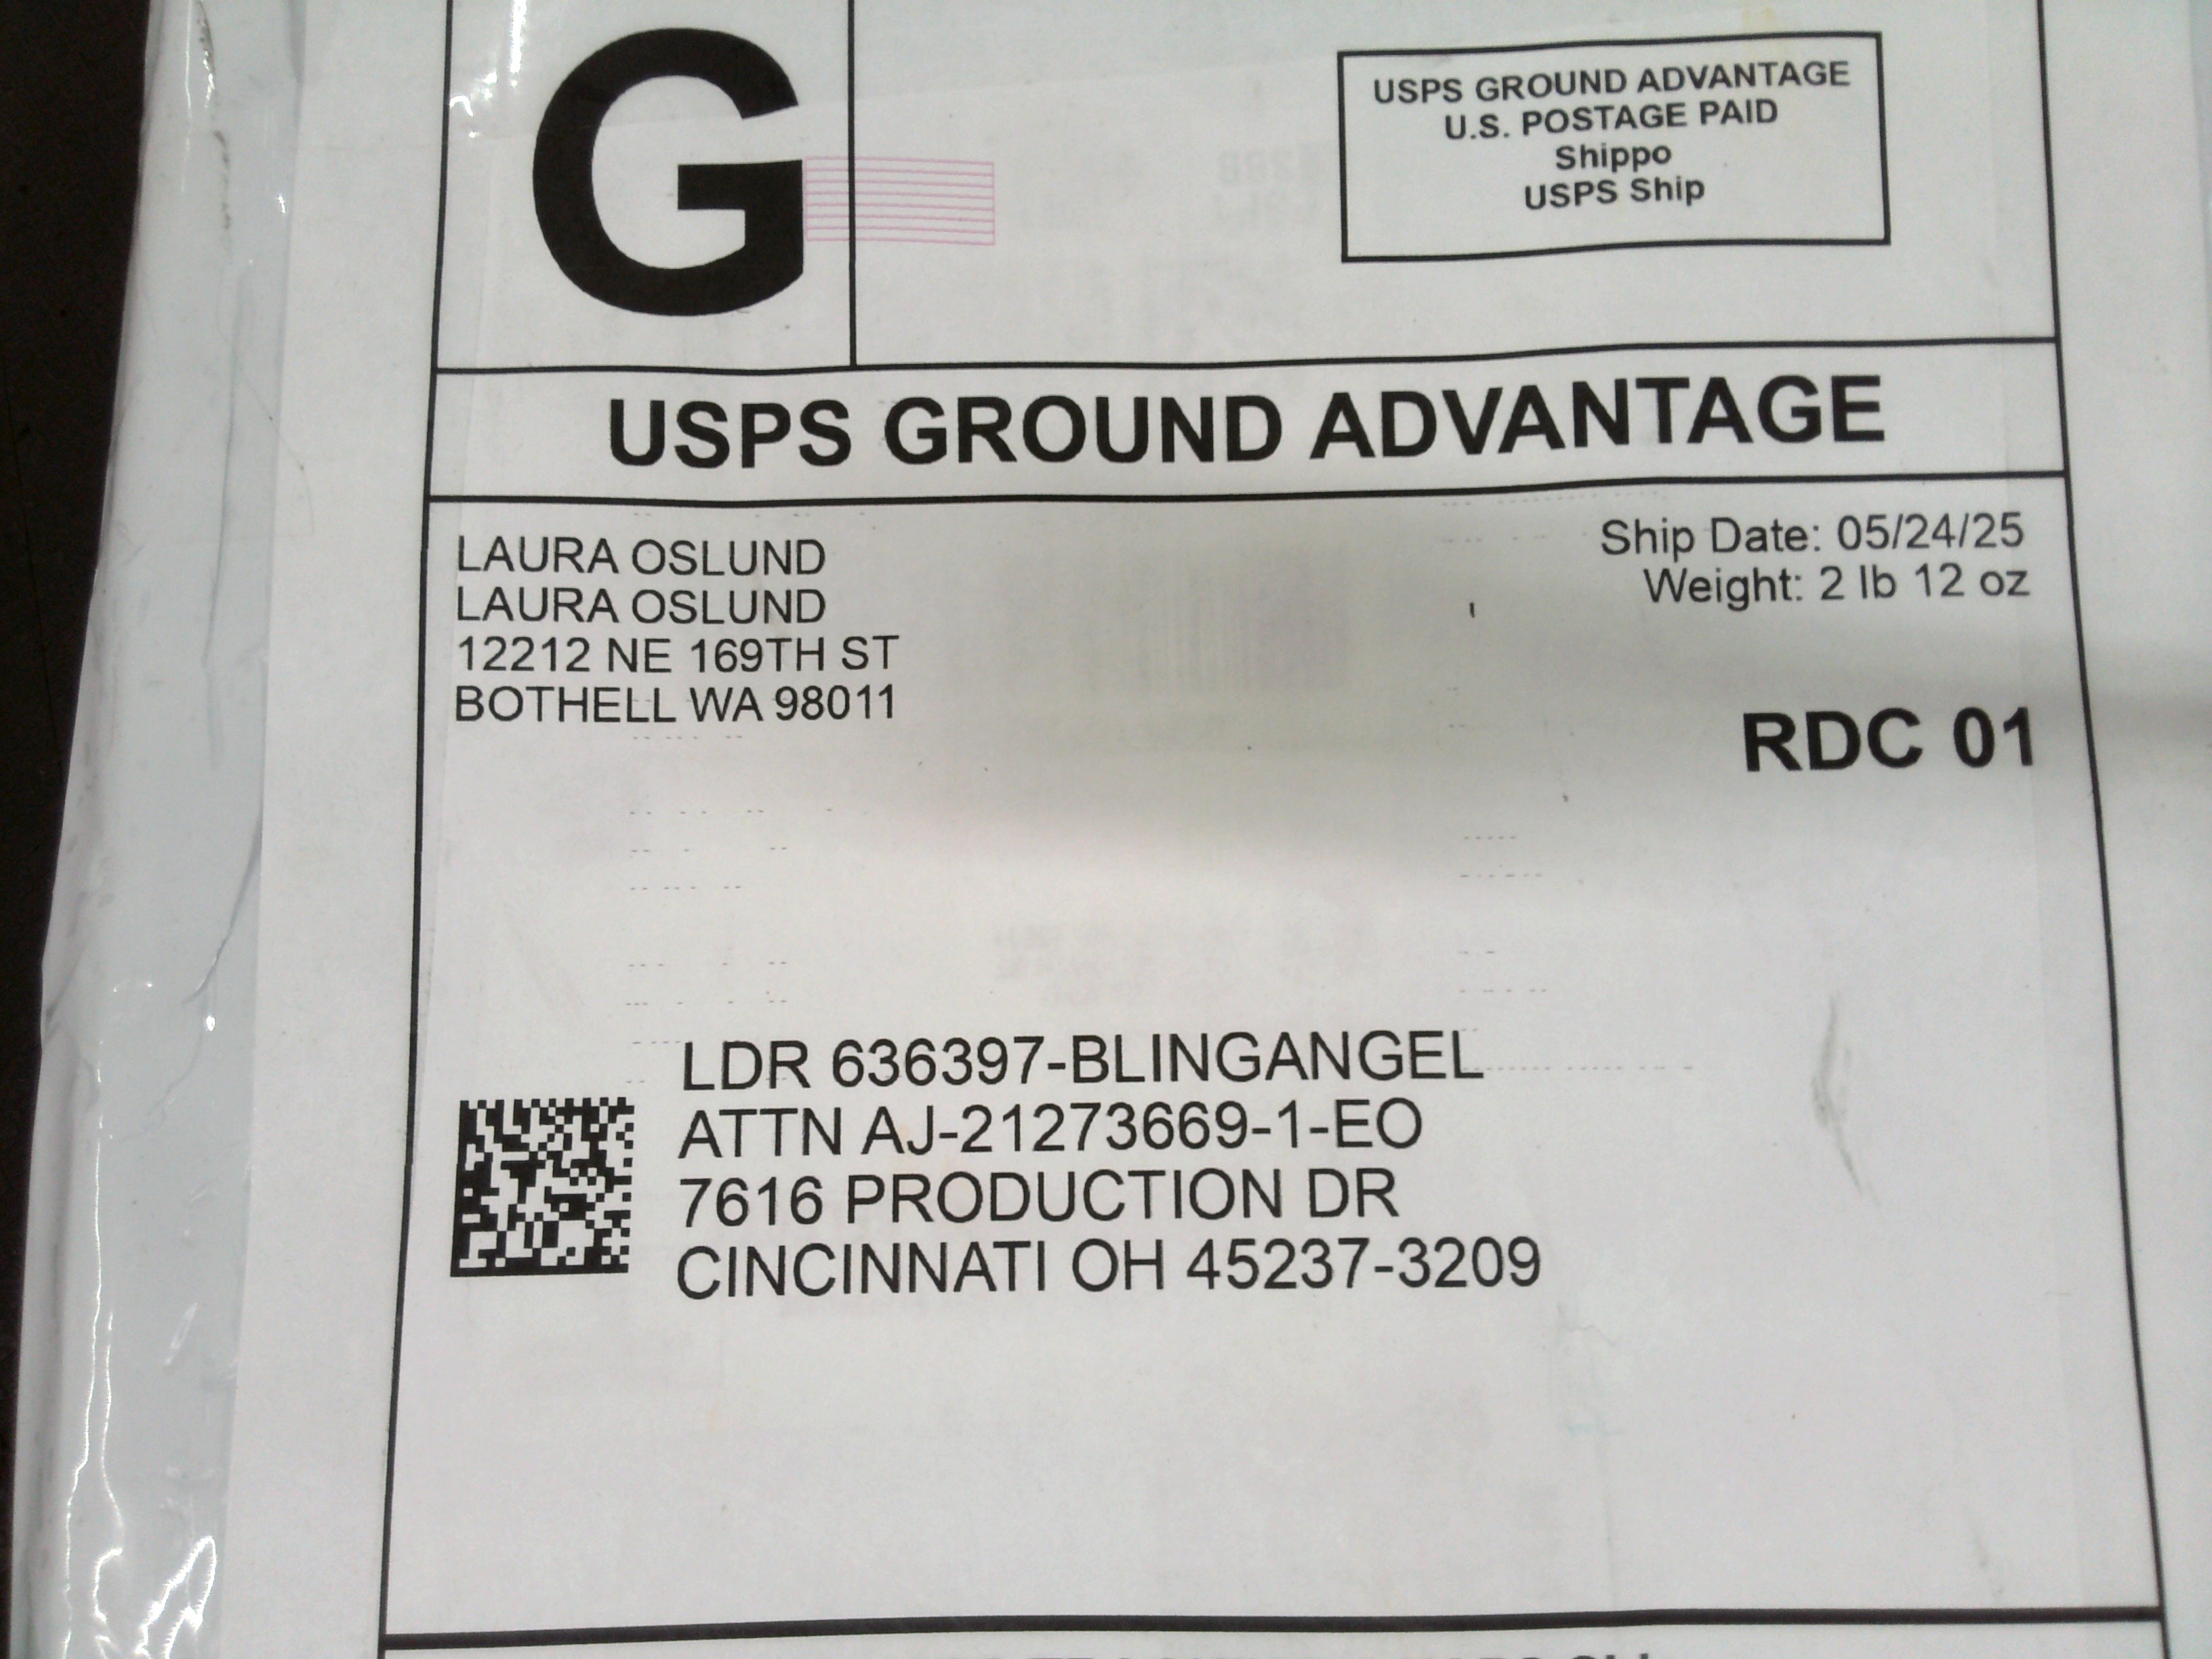 G
USPS GROUND ADVANTAGE
U.S. POSTAGE PAID
Shippo
USPS Ship
USPS GROUND ADVANTAGE
LAURA OSLUND
LAURA OSLUND
12212 NE 169TH ST
BOTHELL WA 98011
Ship Date: 05/24/25
Weight: 2 lb 12 oz
RDC 01
LDR 636397-BLINGANGEL
ATTN AJ-21273669-1-EO
7616 PRODUCTION DR
CINCINNATI OH 45237-3209